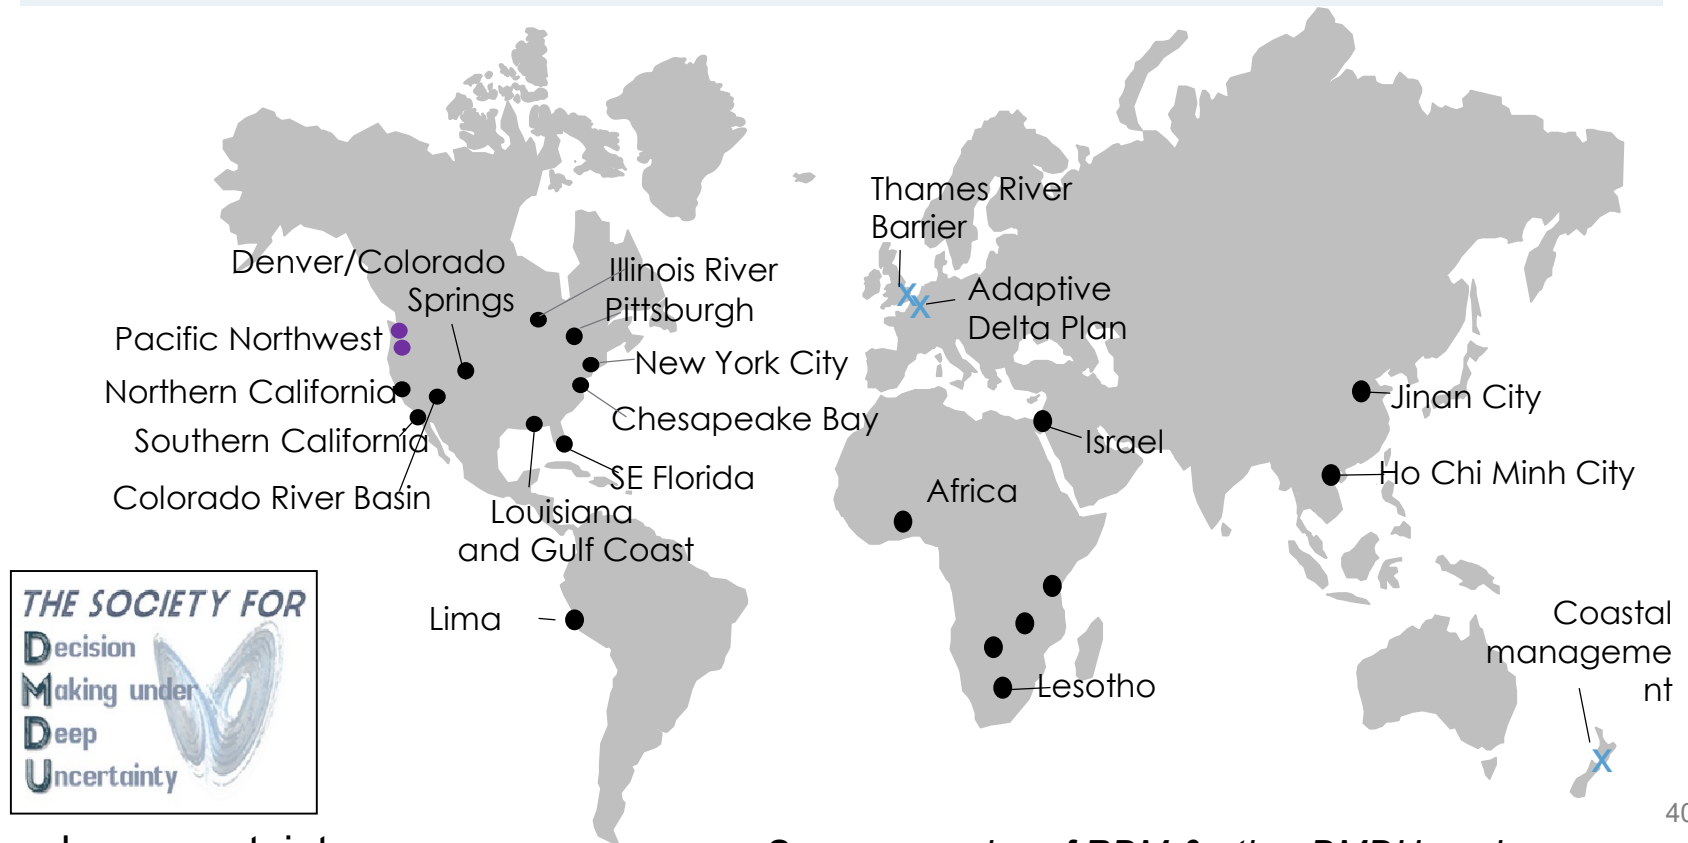 Thames River
Barrier
Denver/Colorado
Springs
Illinois River
Pittsburgh
Adaptive
Delta Plan
Pacific Northwest
New York City
Northern California
Chesapeake Bay
Jinan City
Southern California
Israel
SE Florida
Ho Chi Minh City
Colorado River Basin
Africa
Louisiana
and Gulf Coast
THE SOCIETY FOR
Decision
Making under
Deep
Uncertainty
Lima
Lesotho
Coastal
manageme
nt
X
X
X
40